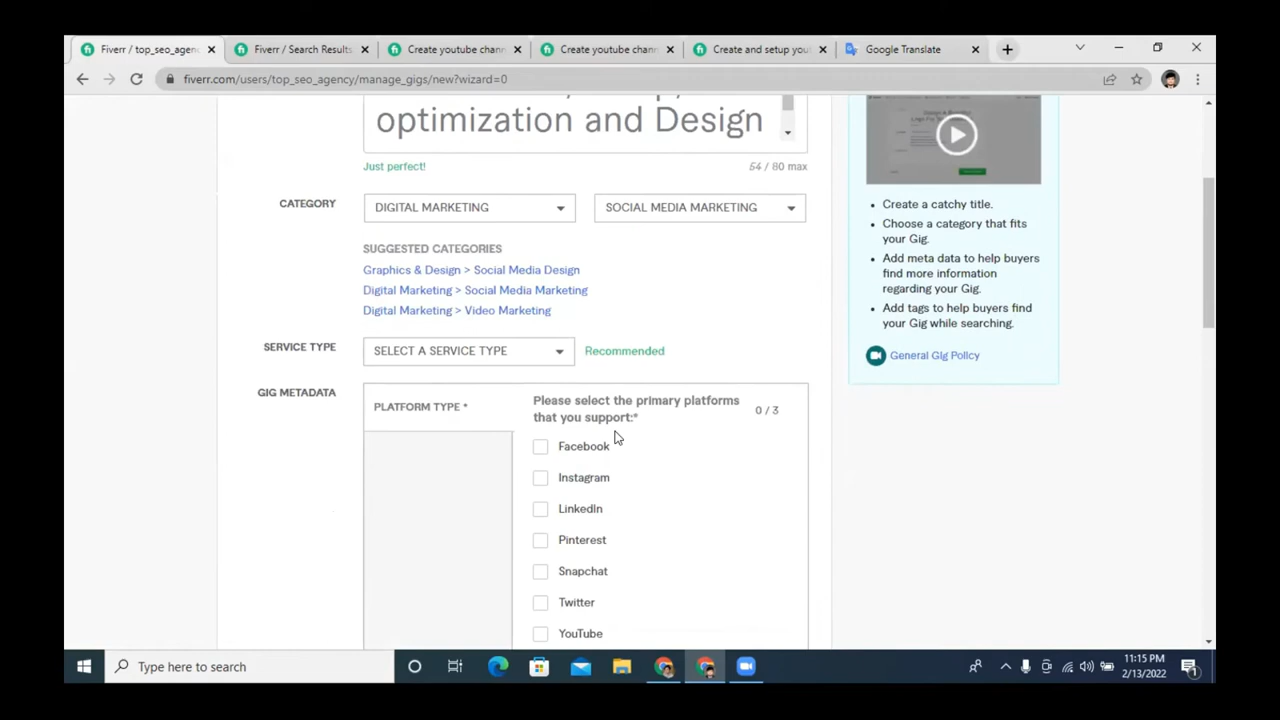 Fiverr / top_seo_agenc
Fiverr / Search Results
Create youtube chann
Create youtube chann
Create and setup you
Google Translate
fiverr.com/users/top_seo_agency/manage_gigs/new?wizard=0
optimization and Design
Just perfect!
54 / 80 max
CATEGORY
DIGITAL MARKETING
SOCIAL MEDIA MARKETING
SUGGESTED CATEGORIES
Graphics & Design > Social Media Design
Digital Marketing > Social Media Marketing
Digital Marketing > Video Marketing
SERVICE TYPE
SELECT A SERVICE TYPE
Recommended
GIG METADATA
PLATFORM TYPE *
Please select the primary platforms
that you support:*
0 / 3
Facebook
Instagram
LinkedIn
Pinterest
Snapchat
Twitter
YouTube
• Create a catchy title.
• Choose a category that fits
your Gig.
• Add meta data to help buyers
find more information
regarding your Gig.
• Add tags to help buyers find
your Gig while searching.
General Gig Policy
Type here to search
11:15 PM
2/13/2022
1